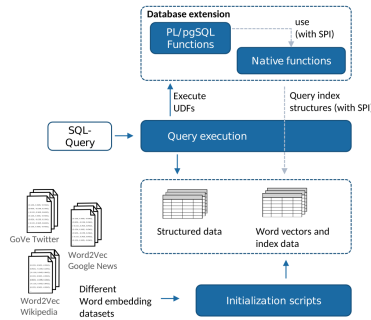 Database extension
PL/pgSQL
Functions
use
(with SPI)
Native functions
Execute
UDFs
Query index
structures (with SPI)
SQL-
Query
Query execution
Structured data
Word vectors and
index data
GoVe Twitter
Word2Vec
Google News
Word2Vec
Wikipedia
Different
Word embedding
datasets
Initialization scripts